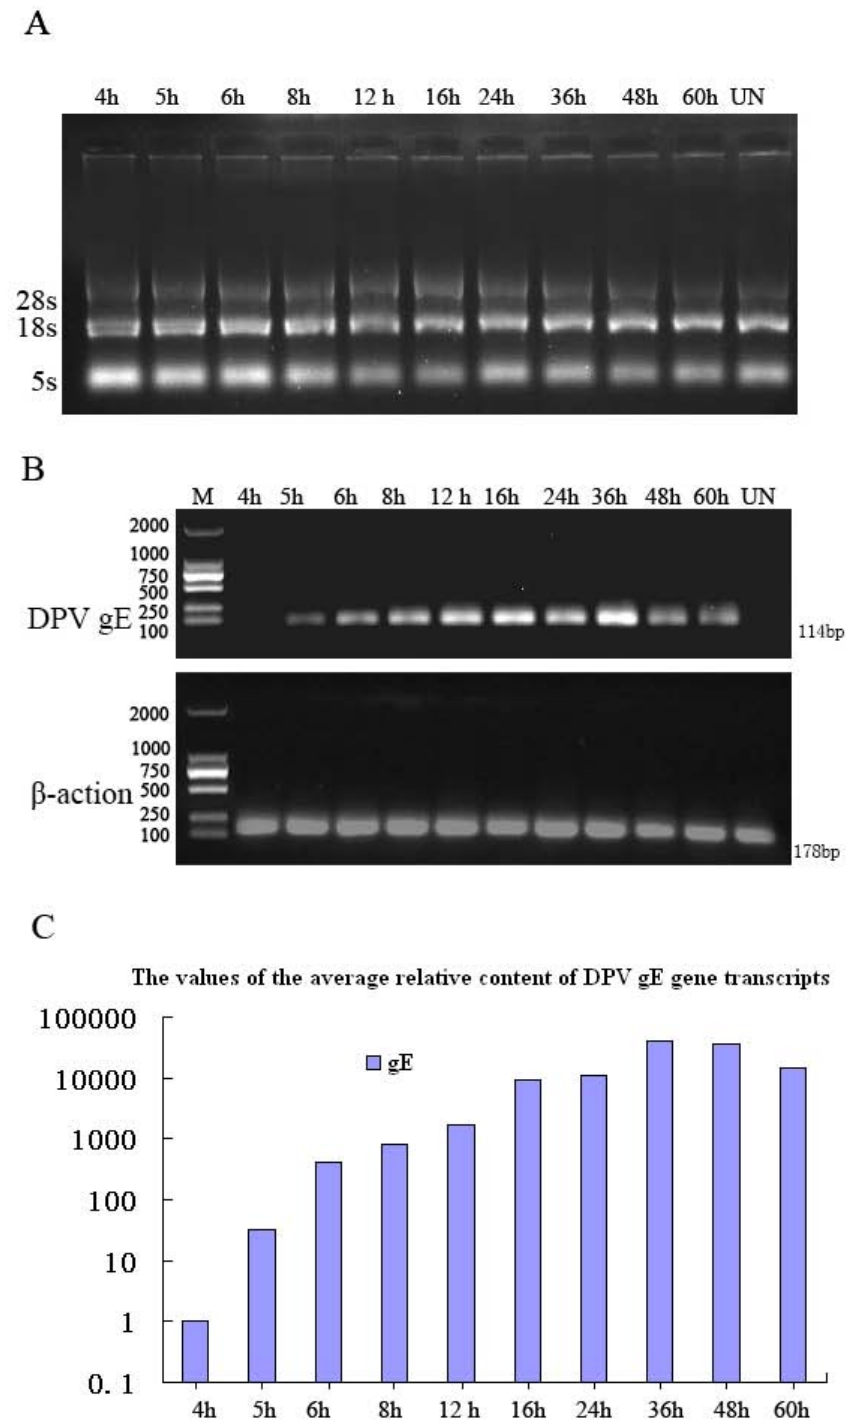 A
4h 5h 6h 8h 12 h 16h 24h 36h 48h 60h UN
28s
18s
5s
B
M 4h 5h 6h 8h 12 h 16h 24h 36h 48h 60h UN
2000
1000
750
500
250
100
DPV gE
114bp
2000
1000
750
500
250
100
β-action
178bp
C
The values of the average relative content of DPV gE gene transcripts
100000
10000
1000
100
10
1
0.1
gE
4h 5h 6h 8h 12 h 16h 24h 36h 48h 60h